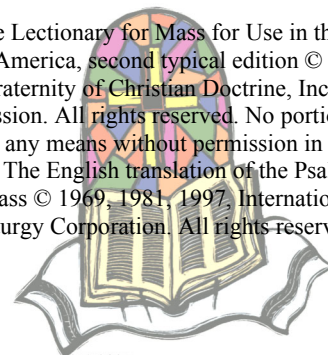 e Lectionary for Mass for Use in th
America, second typical edition ©
raternity of Christian Doctrine, Inc
ssion. All rights reserved. No portio
any means without permission in
The English translation of the Psa
ass © 1969, 1981, 1997, Internatio
urgy Corporation. All rights reserv